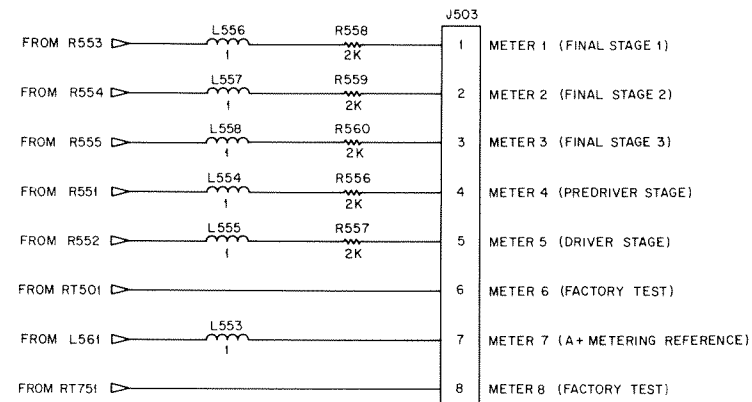 J503
L556 R558
FROM R553 1 2K 1 METER 1 (FINAL STAGE 1)
L557 R559
FROM R554 1 2K 2 METER 2 (FINAL STAGE 2)
L558 R560
FROM R555 1 2K 3 METER 3 (FINAL STAGE 3)
L554 R556
FROM R551 1 2K 4 METER 4 (PREDRIVER STAGE)
L555 R557
FROM R552 1 2K 5 METER 5 (DRIVER STAGE)
FROM RT501 6 METER 6 (FACTORY TEST)
L553
FROM L561 1 7 METER 7 (A+ METERING REFERENCE)
FROM RT751 8 METER 8 (FACTORY TEST)